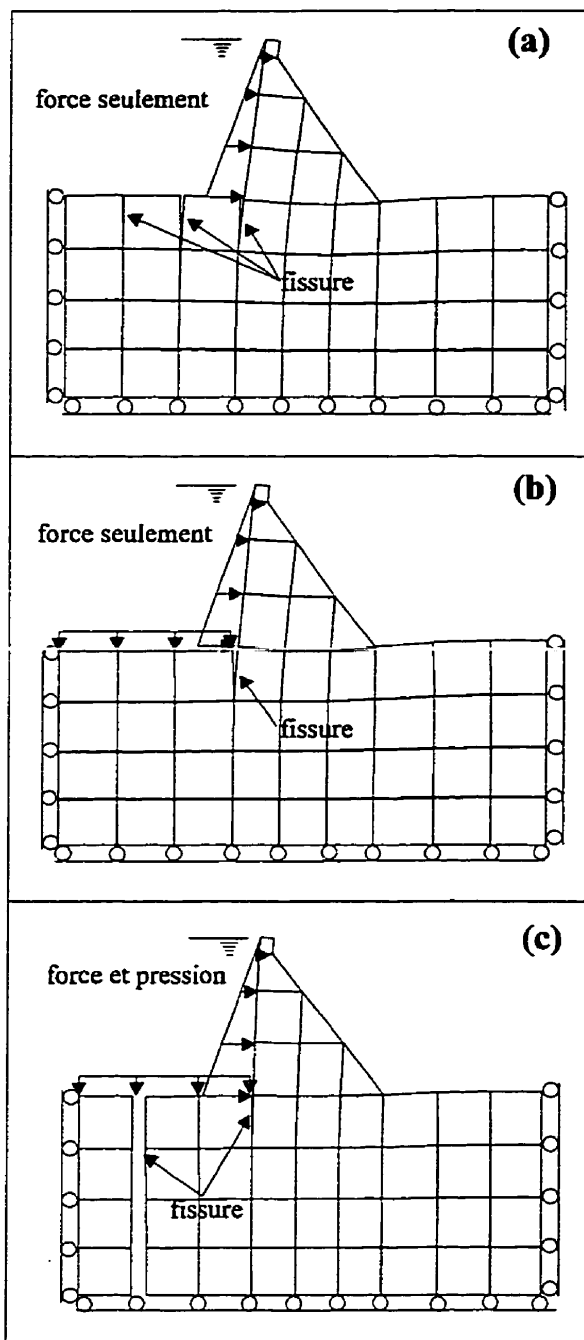 (a)
force seulement
fissure
(b)
force seulement
fissure
(c)
force et pression
fissure